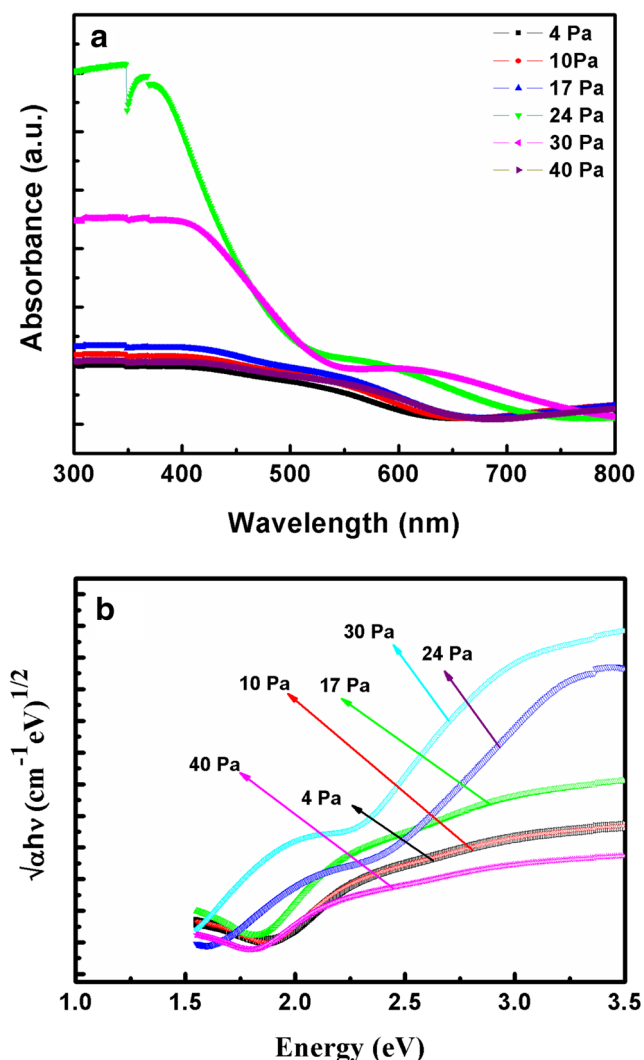 a
4 Pa
10Pa
17 Pa
24 Pa
30 Pa
40 Pa
Absorbance (a.u.)
300 400 500 600 700 800
Wavelength (nm)
b
30 Pa
24 Pa
10 Pa
17 Pa
40 Pa
4 Pa
√αhν (cm⁻¹eV)¹/²
1.0 1.5 2.0 2.5 3.0 3.5
Energy (eV)